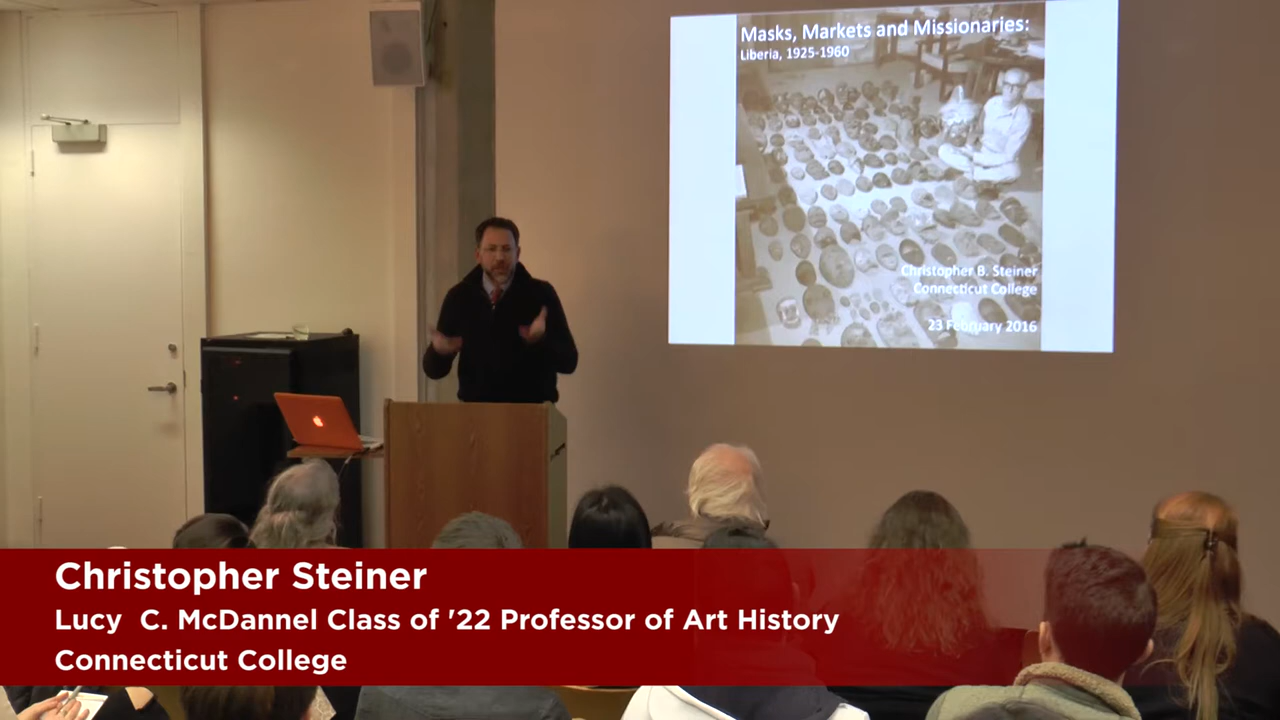 Masks, Markets and Missionaries:
Liberia, 1925-1960
Christopher B. Steiner
Connecticut College
23 February 2016
Christopher Steiner
Lucy  C. McDannel Class of '22 Professor of Art History
Connecticut College